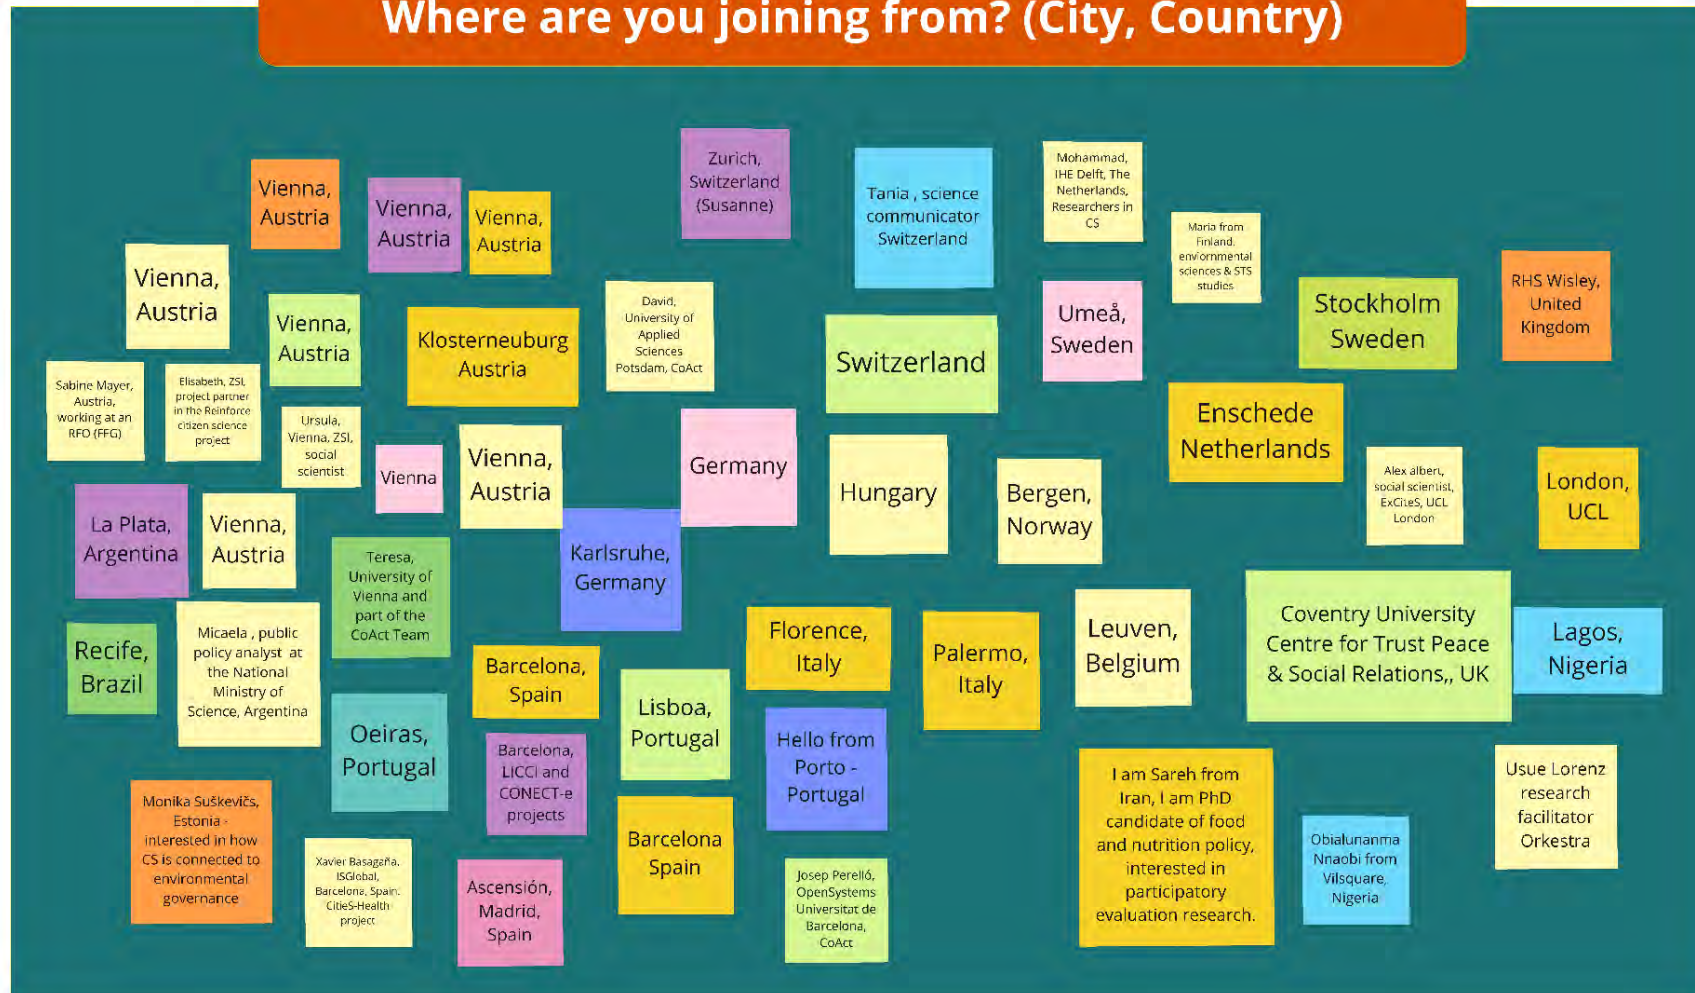 Where are you joining from? (City, Country)
Vienna,
Austria
Vienna,
Austria
Vienna,
Austria
Zurich,
Switzerland
(Susanne)
Tania , science
communicator
Switzerland
Mohammad,
IHE Delft, The
Netherlands,
Researchers in
CS
Maria from
Finland,
enviornmental
sciences & STS
studies
RHS Wisley,
United
Kingdom
Vienna,
Austria
Vienna,
Austria
Klosterneuburg
Austria
David,
University of
Applied
Sciences
Potsdam, CoAct
Switzerland
Umeå,
Sweden
Stockholm
Sweden
Sabine Mayer,
Austria,
working at an
RFO (FFG)
Elisabeth, ZSI,
project partner
in the Reinforce
citizen science
project
Ursula,
Vienna, ZSI,
social
scientist
Vienna
Vienna,
Austria
Germany
Hungary
Bergen,
Norway
Enschede
Netherlands
Alex albert,
social scientist,
ExCiteS, UCL
London
London,
UCL
La Plata,
Argentina
Vienna,
Austria
Teresa,
University of
Vienna and
part of the
CoAct Team
Karlsruhe,
Germany
Recife,
Brazil
Micaela , public
policy analyst at
the National
Ministry of
Science, Argentina
Barcelona,
Spain
Lisboa,
Portugal
Florence,
Italy
Palermo,
Italy
Leuven,
Belgium
Coventry University
Centre for Trust Peace
& Social Relations,, UK
Lagos,
Nigeria
Oeiras,
Portugal
Barcelona,
LICCI and
CONECT-e
projects
Hello from
Porto -
Portugal
Monika Suškevičs,
Estonia -
interested in how
CS is connected to
environmental
governance
Xavier Basagaña,
ISGlobal,
Barcelona, Spain.
CitieS-Health
project
Ascensión,
Madrid,
Spain
Barcelona
Spain
Josep Perelló,
OpenSystems
Universitat de
Barcelona,
CoAct
I am Sareh from
Iran, I am PhD
candidate of food
and nutrition policy,
interested in
participatory
evaluation research.
Obialunanma
Nnaobi from
Vilsquare,
Nigeria
Usue Lorenz
research
facilitator
Orkestra